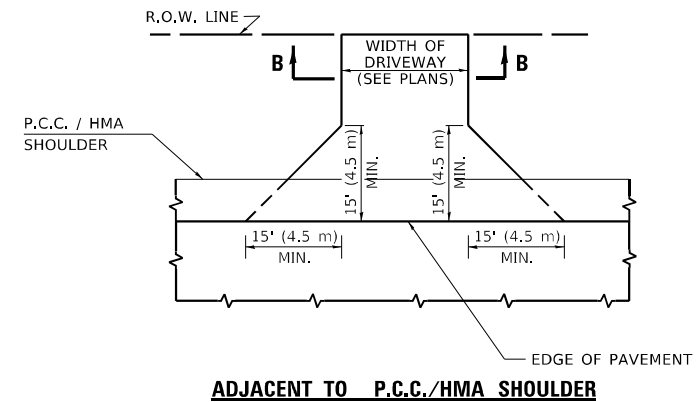 R.O.W. LINE
WIDTH OF
DRIVEWAY
(SEE PLANS)
B
B
P.C.C. / HMA
SHOULDER
15' (4.5 m)
MIN.
15' (4.5 m)
MIN.
15' (4.5 m)
MIN.
15' (4.5 m)
MIN.
EDGE OF PAVEMENT
ADJACENT TO P.C.C./HMA SHOULDER